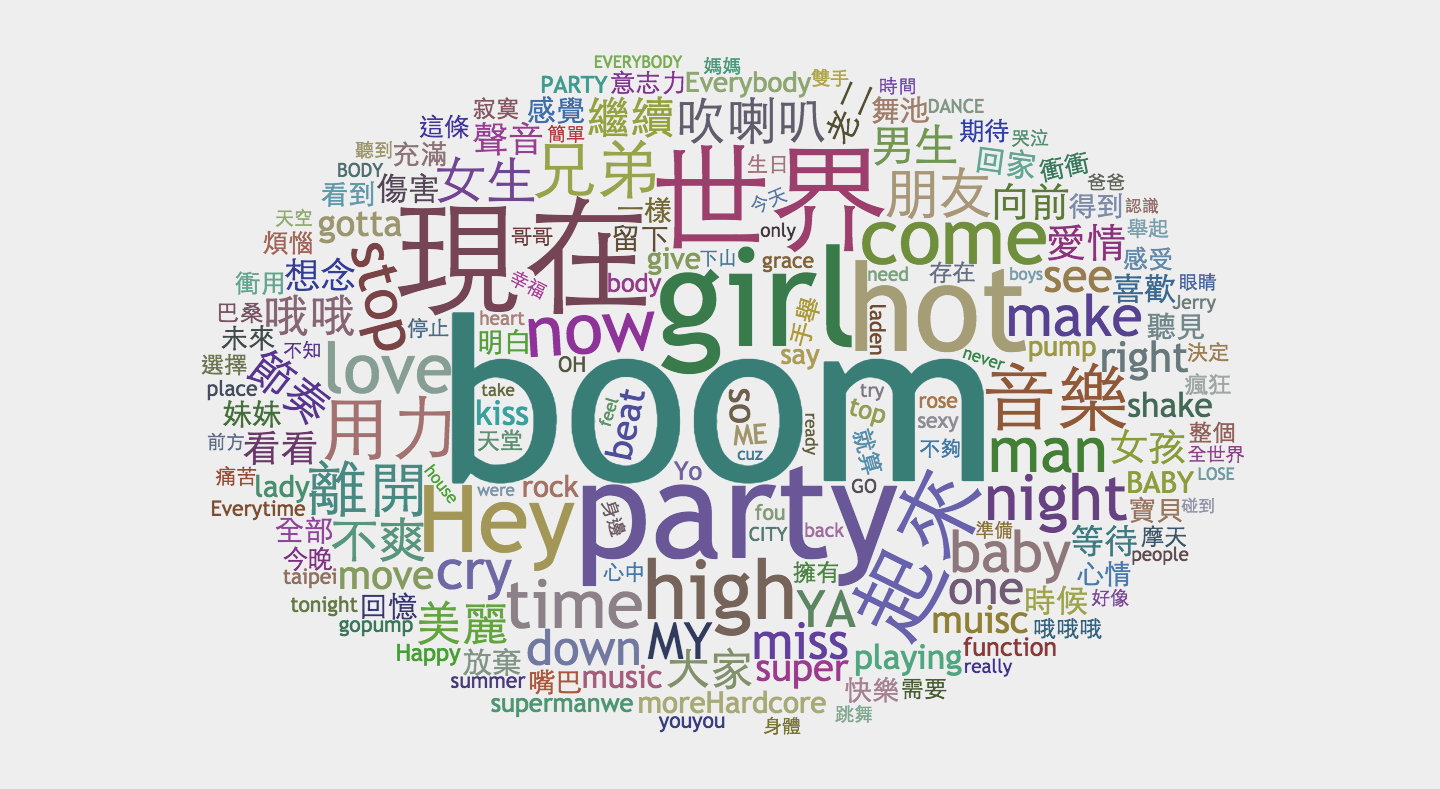 EVERYBODY
媽媽
PARTY
意志力
Everybody
雙手
時間
寂寞
感覺
繼續
吹喇叭
老二
舞池
DANCE
這條
聲音
簡單
男生
期待
哭泣
聽到
充滿
BODY
女生
兄弟
世界
生日
回家
衝衝
看到
傷害
朋友
爸爸
天空
gotta
現在
一樣
今天
向前
得到
認識
煩惱
stop
哥哥
留下
only
come
愛情
舉起
衝用
想念
幸福
body
give
下山
grace
need
存在
boys
see
感受
喜歡
眼睛
巴桑
哦哦
停止
heart
now
girl
手舉
laden
hot
make
Jerry
聽見
未來
不知
明白
OH
say
never
pump
right
決定
選擇
節奏
love
boom
音樂
瘋狂
place
take
feel
beat
so
try
rose
shake
妹妹
用力
kiss
ME
ready
top
sexy
前方
看看
天堂
cuz
就算
不夠
man
女孩
整個
全世界
痛苦
lady
離開
house
Yo
GO
BABY
LOSE
Everytime
Hey
were
rock
party
起來
night
寶貝
碰到
全部
不爽
身邊
fou
CITY
back
準備
baby
等待
摩天
people
今晚
taipei
move
cry
心中
high
擁有
one
心情
tonight
回憶
time
YA
時候
好像
gopump
美麗
MY
miss
muisc
哦哦哦
Happy
放棄
down
大家
super
playing
function
really
summer
嘴巴
music
快樂
需要
supermanwe
moreHardcore
跳舞
youyou
身體